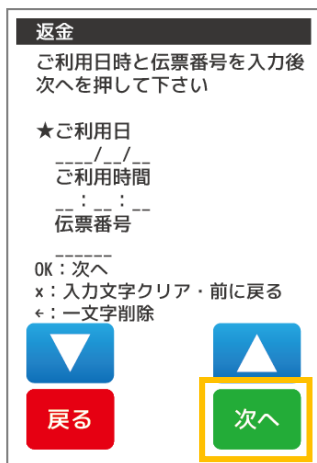 返金
ご利用日時と伝票番号を入力後
次へを押して下さい
★ご利用日
____/__/__
ご利用時間
__:__:__
伝票番号
______
OK：次へ
x：入力文字クリア・前に戻る
←：一文字削除
戻る
次へ